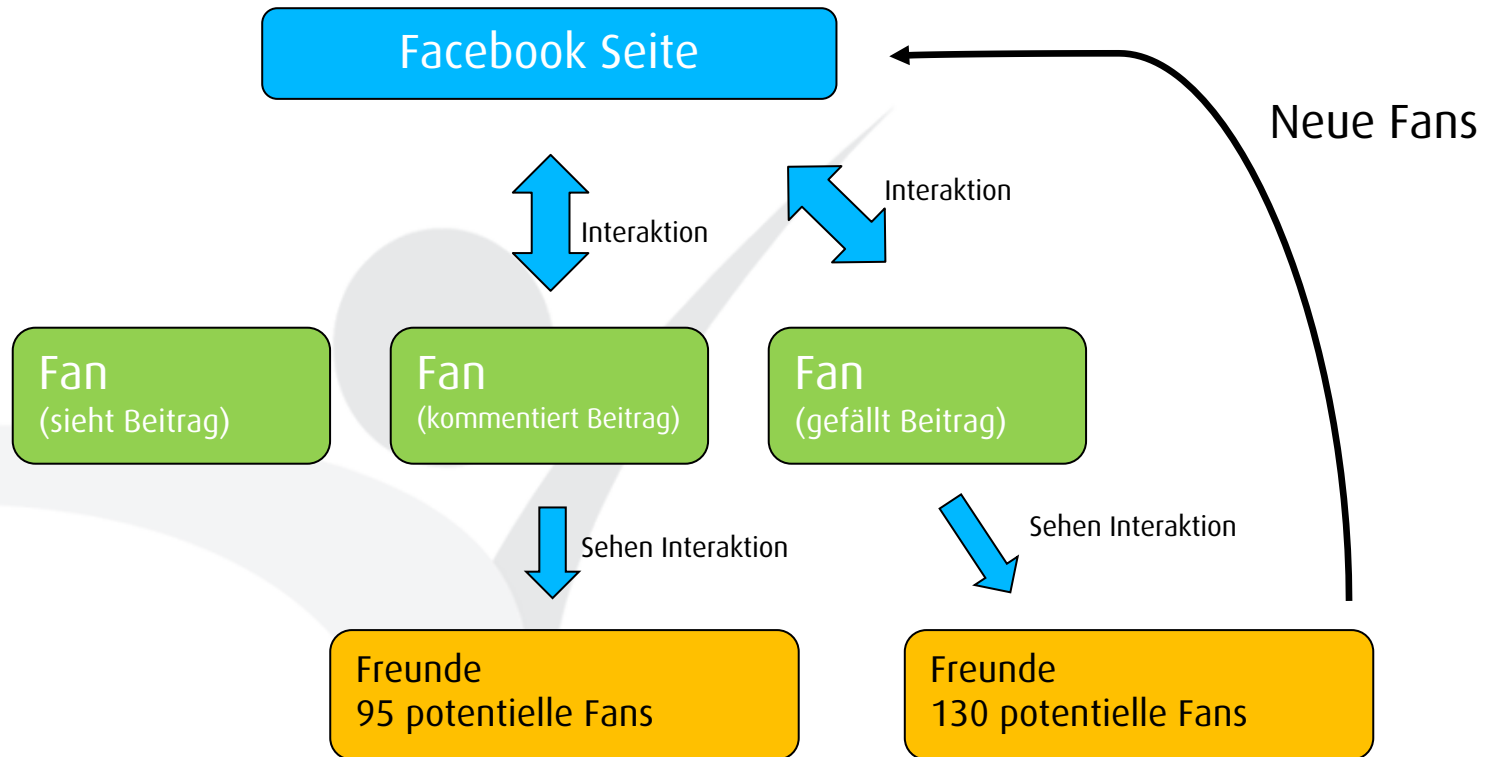 Facebook Seite
Neue Fans
Interaktion
Interaktion
Fan
(sieht Beitrag)
Fan
(kommentiert Beitrag)
Fan
(gefällt Beitrag)
Sehen Interaktion
Sehen Interaktion
Freunde
95 potentielle Fans
Freunde
130 potentielle Fans